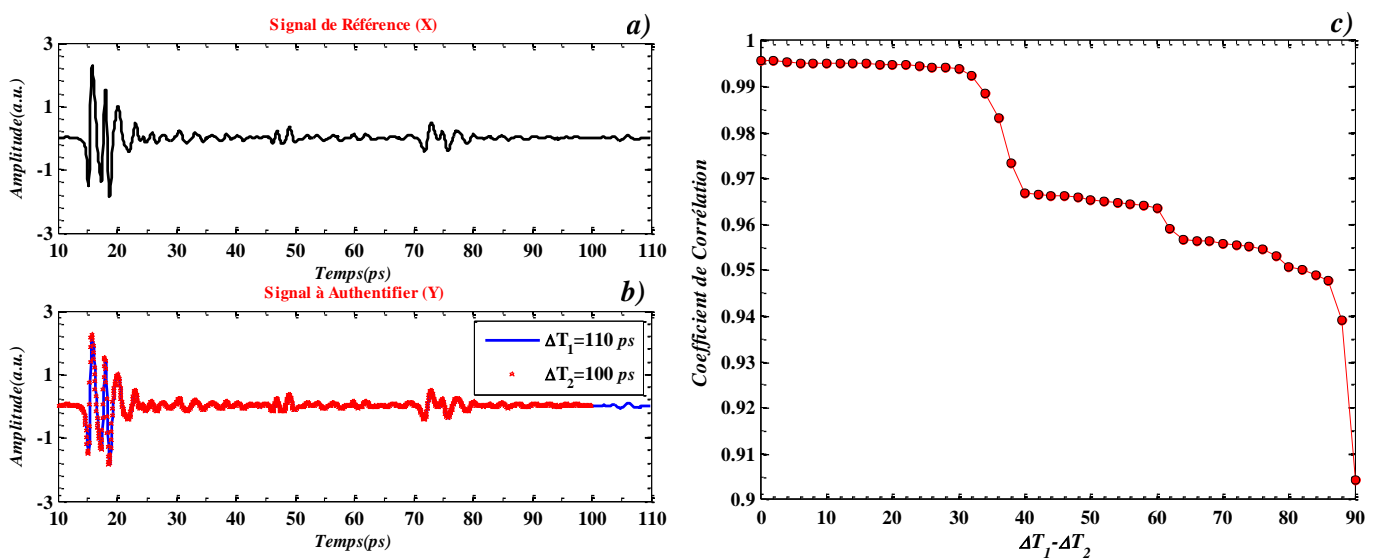 Signal de Référence (X)
a)
3
1
-1
-3
Amplitude(a.u.)
10 20 30 40 50 60 70 80 90 100 110
Temps(ps)
Signal à Authentifier (Y)
b)
3
1
-1
-3
Amplitude(a.u.)
ΔT1=110 ps
ΔT2=100 ps
10 20 30 40 50 60 70 80 90 100 110
Temps(ps)
c)
1
0.99
0.98
0.97
0.96
0.95
0.94
0.93
0.92
0.91
0.9
Coefficient de Corrélation
0 10 20 30 40 50 60 70 80 90
ΔT1-ΔT2